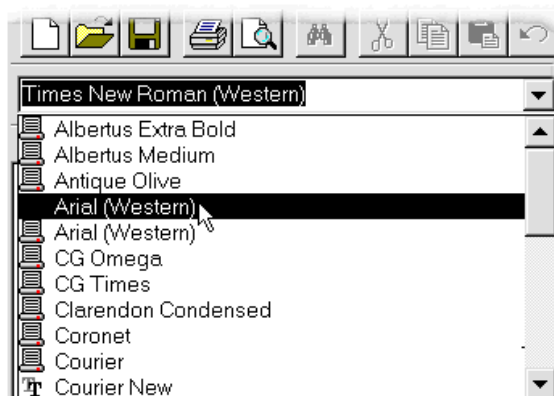 Times New Roman (Western)
Albertus Extra Bold
Albertus Medium
Antique Olive
Arial (Western)
Arial (Western)
CG Omega
CG Times
Clarendon Condensed
Coronet
Courier
Courier New